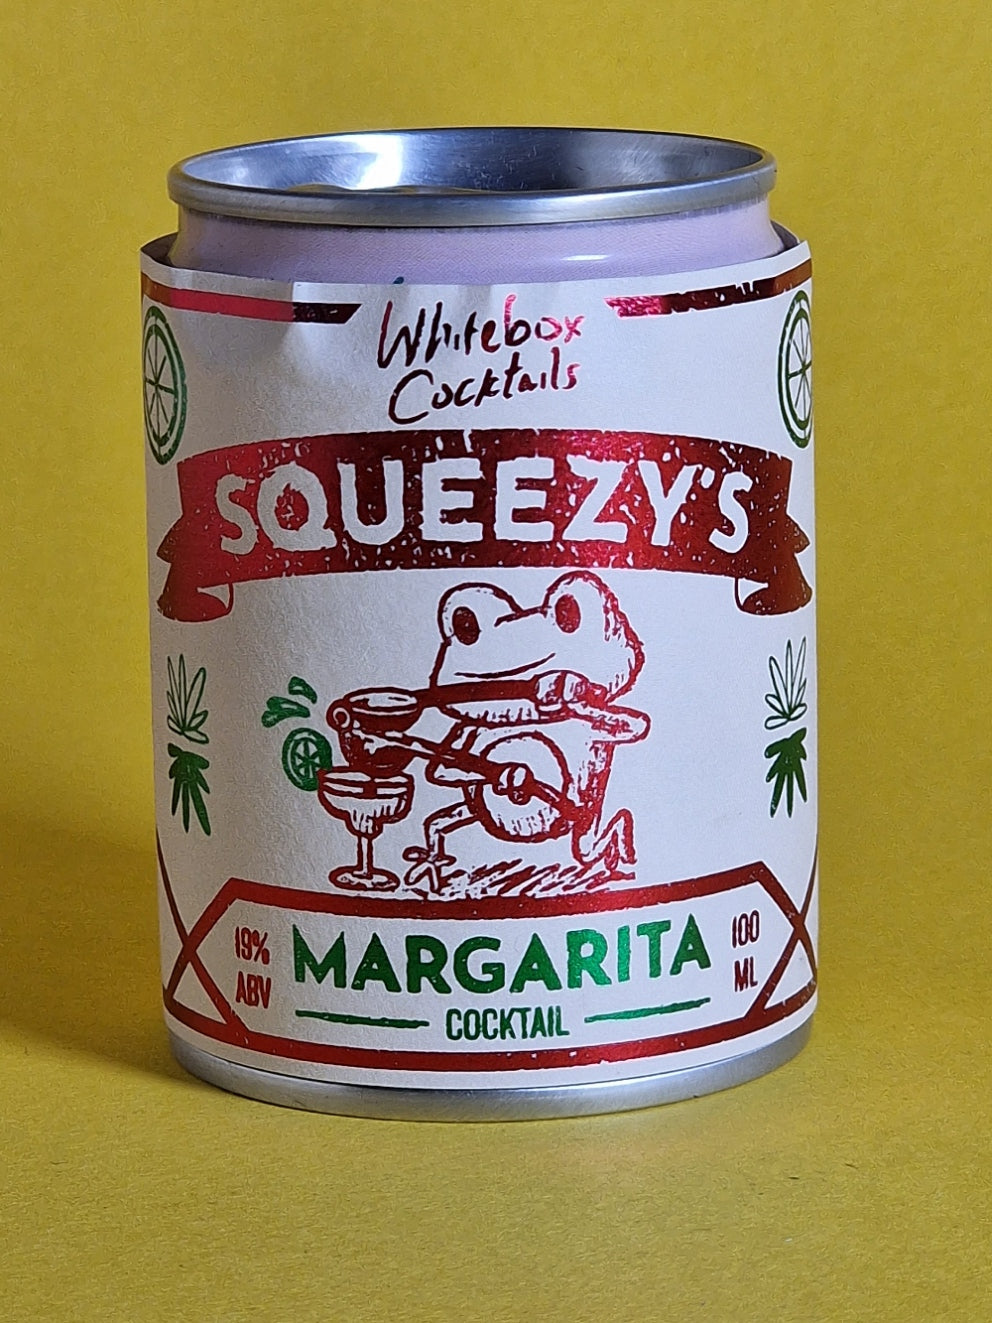 Whitebox
Cocktails
SQUEEZY'S
19%
ABV
MARGARITA
100
ML
COCKTAIL